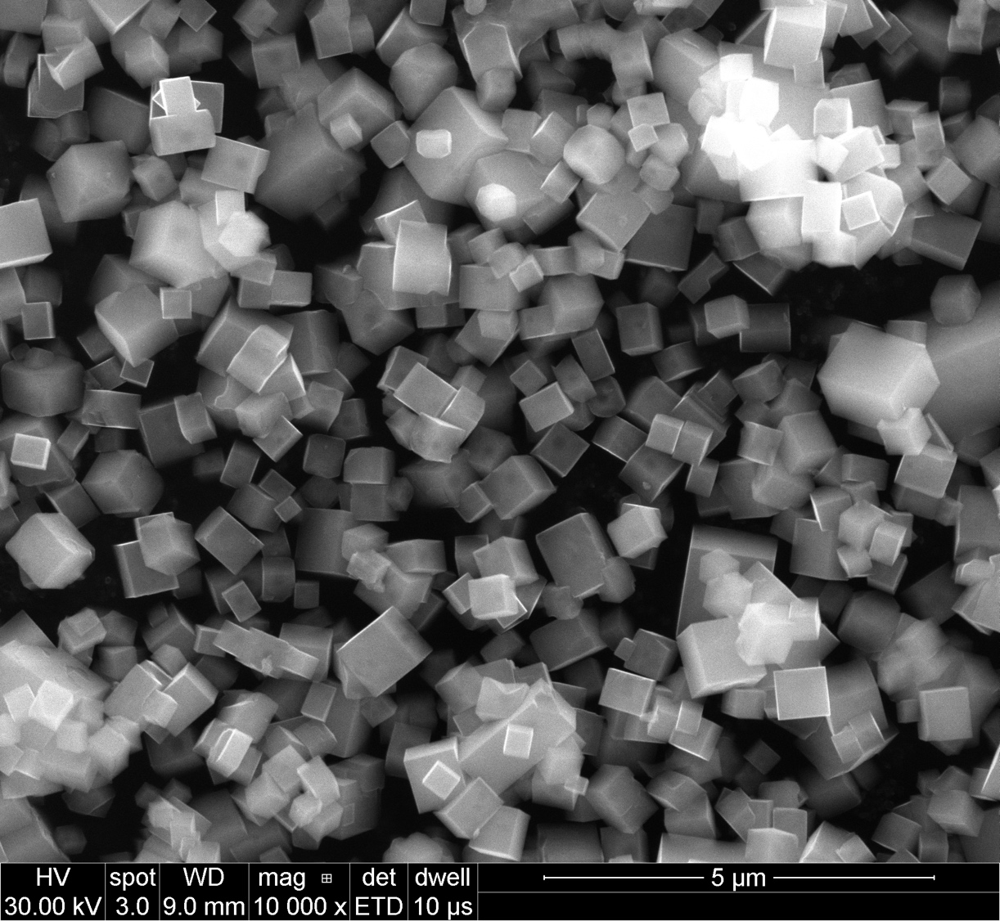 HV spot WD mag ⊞ det dwell
30.00 kV 3.0 9.0 mm 10 000 x ETD 10 µs
5 µm